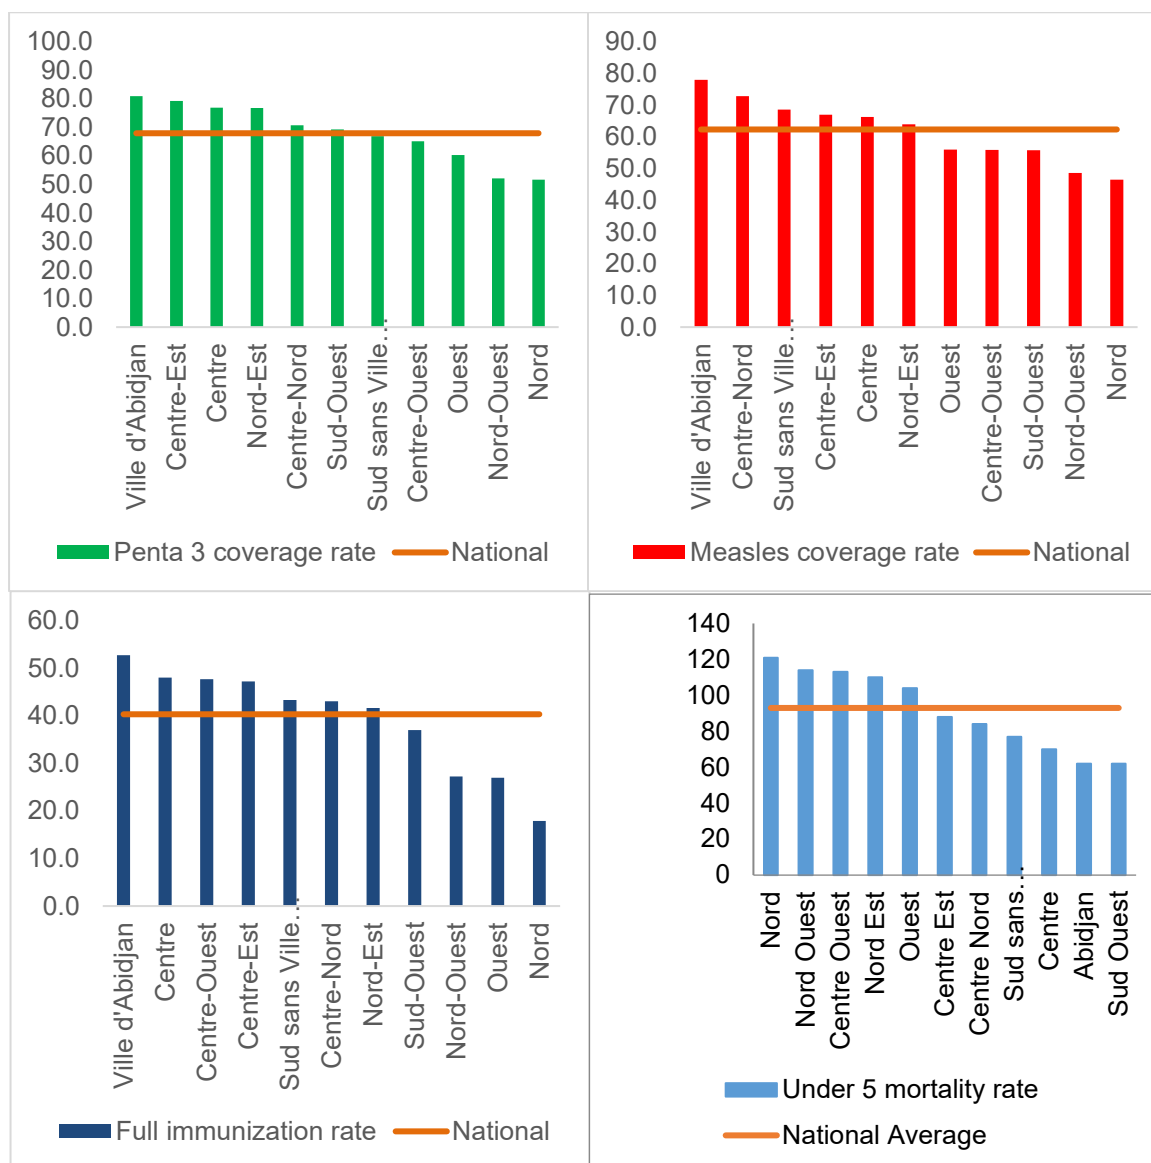 100.0
90.0
80.0
70.0
60.0
50.0
40.0
30.0
20.0
10.0
0.0
Ville d'Abidjan
Centre-Est
Centre
Nord-Est
Centre-Nord
Sud-Ouest
Sud sans Ville…
Centre-Ouest
Ouest
Nord-Ouest
Nord
Penta 3 coverage rate
National
90.0
80.0
70.0
60.0
50.0
40.0
30.0
20.0
10.0
0.0
Ville d'Abidjan
Centre-Nord
Sud sans Ville…
Centre-Est
Centre
Nord-Est
Ouest
Centre-Ouest
Sud-Ouest
Nord-Ouest
Nord
Measles coverage rate
National
60.0
50.0
40.0
30.0
20.0
10.0
0.0
Ville d'Abidjan
Centre
Centre-Ouest
Centre-Est
Sud sans Ville…
Centre-Nord
Nord-Est
Sud-Ouest
Nord-Ouest
Ouest
Nord
Full immunization rate
National
140
120
100
80
60
40
20
0
Nord
Nord Ouest
Centre Ouest
Nord Est
Ouest
Centre Est
Centre Nord
Sud sans…
Centre
Abidjan
Sud Ouest
Under 5 mortality rate
National Average